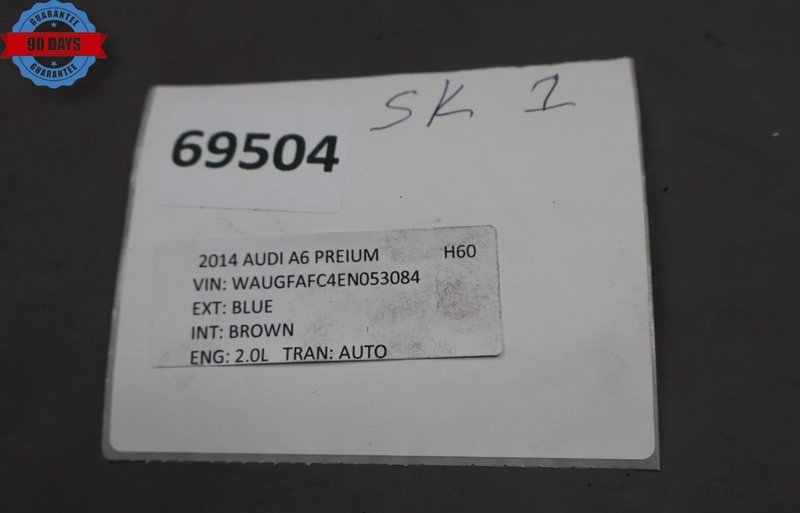 GUARANTEE
90 DAYS
GUARANTEE
SK 1
69504
2014 AUDI A6 PREIUM H60
VIN: WAUGFAFC4EN053084
EXT: BLUE
INT: BROWN
ENG: 2.0L TRAN: AUTO